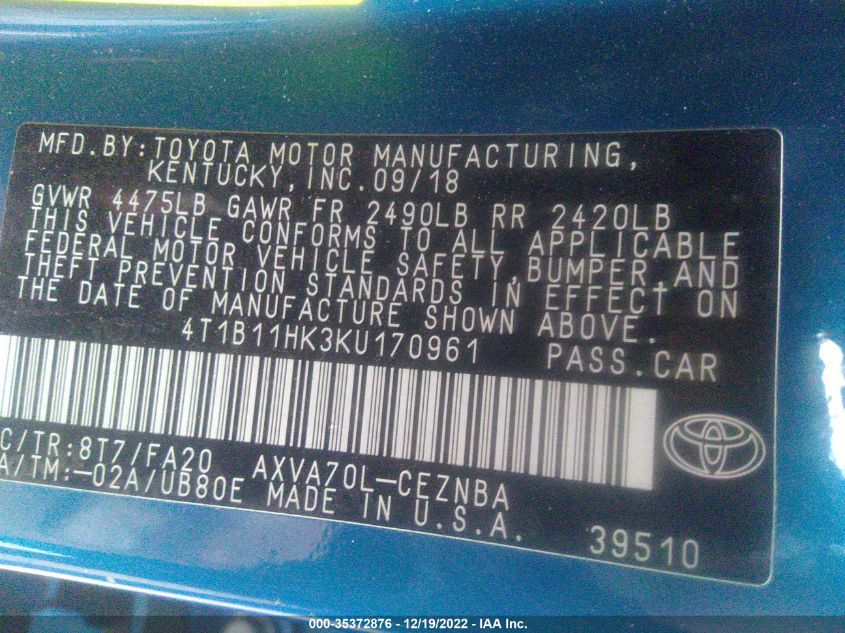 MFD.BY:TOYOTA MOTOR MANUFACTURING,
KENTUCKY,INC.09/18
GVWR 4475LB GAWR FR 2490LB RR 2420LB
THIS VEHICLE CONFORMS TO ALL APPLICABLE
FEDERAL MOTOR VEHICLE SAFETY,BUMPER,AND
THEFT PREVENTION STANDARDS IN EFFECT ON
THE DATE OF MANUFACTURE SHOWN ABOVE.
4T1B11HK3KU170961 PASS.CAR
C/TR:8T7/FA20 AXVA70L-CEZNBA
A/TM:-02A/UB80E MADE IN U.S.A.
39510
000-35372876 - 12/19/2022 - IAA Inc.